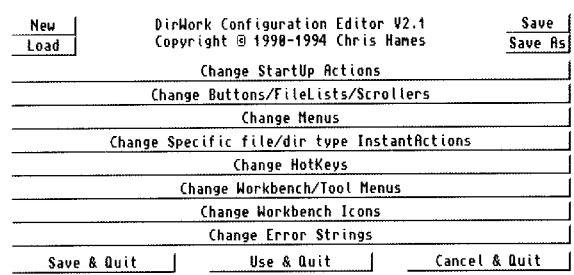 New DirWork Configuration Editor V2.1 Save
Load Copyright © 1990-1994 Chris Hames Save As
Change StartUp Actions
Change Buttons/FileLists/Scrollers
Change Menus
Change Specific file/dir type InstantActions
Change HotKeys
Change Workbench/Tool Menus
Change Workbench Icons
Change Error Strings
Save & Quit Use & Quit Cancel & Quit